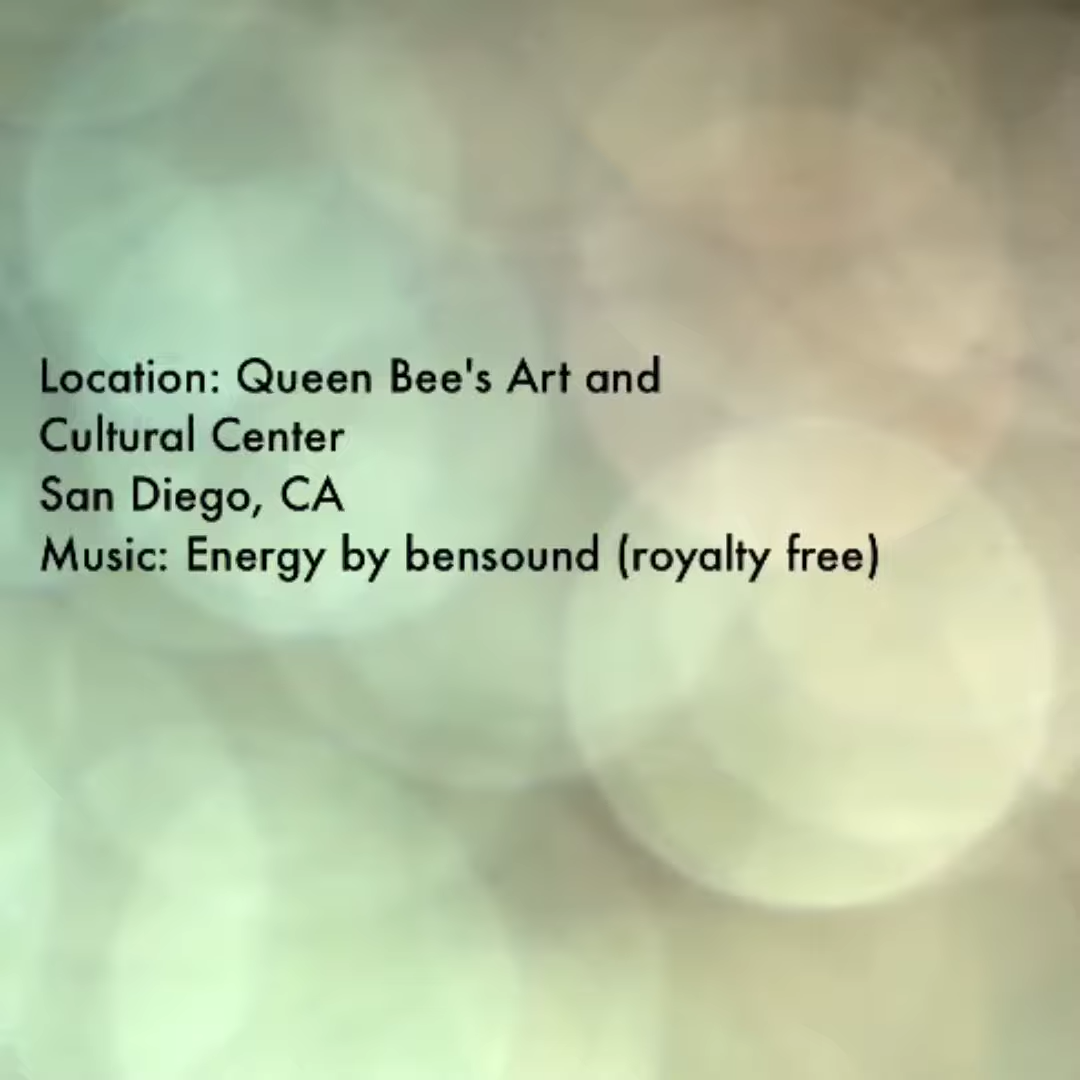 Location: Queen Bee's Art and
Cultural Center
San Diego, CA
Music: Energy by bensound (royalty free)